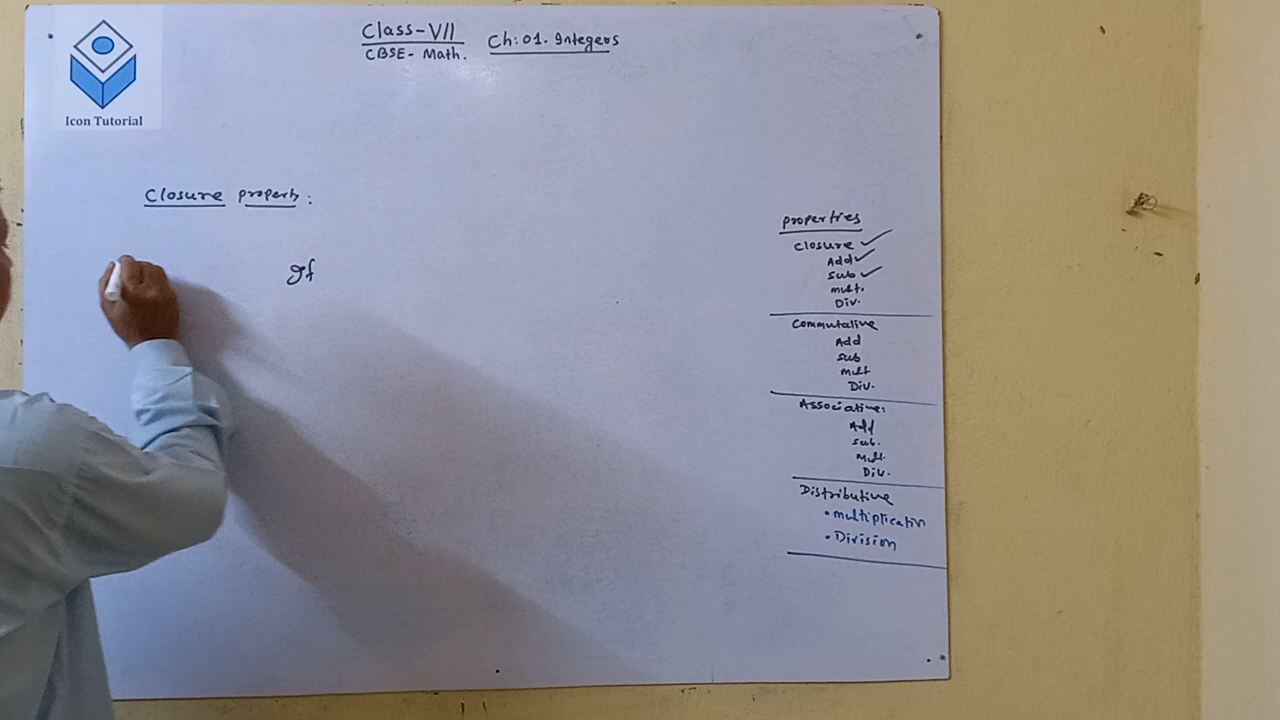 Class-VII
CBSE- Math.
Ch: 01. Integers
Icon Tutorial
Closure property:
If
properties
closure ✓
Add ✓
Sub ✓
mult.
Div.
Commutative
Add
Sub
Mult
Div.
Associative:
Add
Sub.
Mult.
Div.
Distributive
• multiplication
• Division